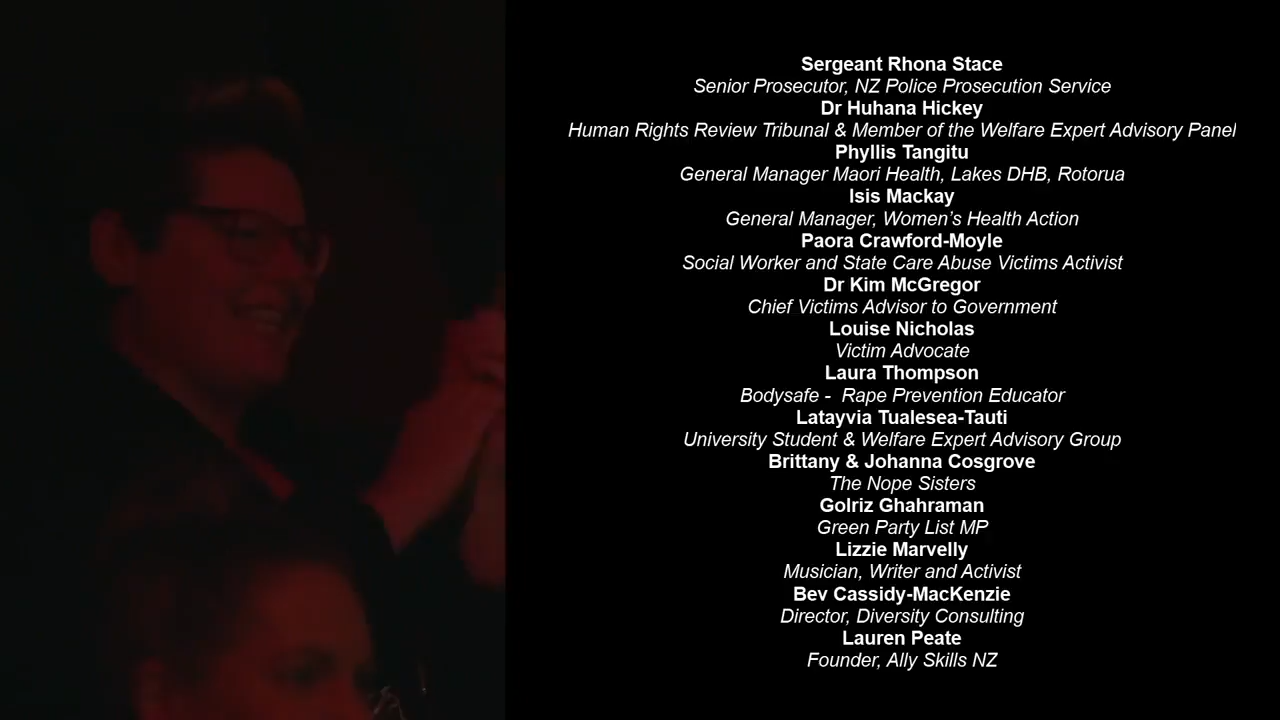 Sergeant Rhona Stace
Senior Prosecutor, NZ Police Prosecution Service
Dr Huhana Hickey
Human Rights Review Tribunal & Member of the Welfare Expert Advisory Panel
Phyllis Tangitu
General Manager Maori Health, Lakes DHB, Rotorua
Isis Mackay
General Manager, Women’s Health Action
Paora Crawford-Moyle
Social Worker and State Care Abuse Victims Activist
Dr Kim McGregor
Chief Victims Advisor to Government
Louise Nicholas
Victim Advocate
Laura Thompson
Bodysafe -  Rape Prevention Educator
Latayvia Tualesea-Tauti
University Student & Welfare Expert Advisory Group
Brittany & Johanna Cosgrove
The Nope Sisters
Golriz Ghahraman
Green Party List MP
Lizzie Marvelly
Musician, Writer and Activist
Bev Cassidy-MacKenzie
Director, Diversity Consulting
Lauren Peate
Founder, Ally Skills NZ